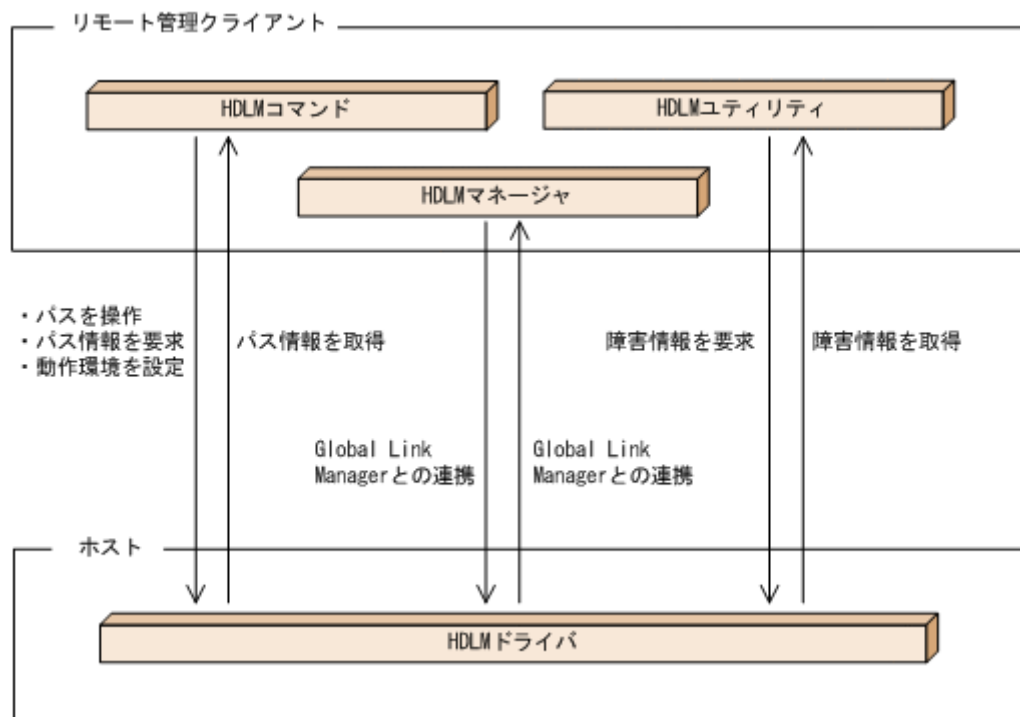 リモート管理クライアント
HDLMコマンド
HDLMユティリティ
HDLMマネージャ
・パスを操作
・パス情報を要求
・動作環境を設定
パス情報を取得
障害情報を要求
障害情報を取得
Global Link
Managerとの連携
Global Link
Managerとの連携
ホスト
HDLMドライバ